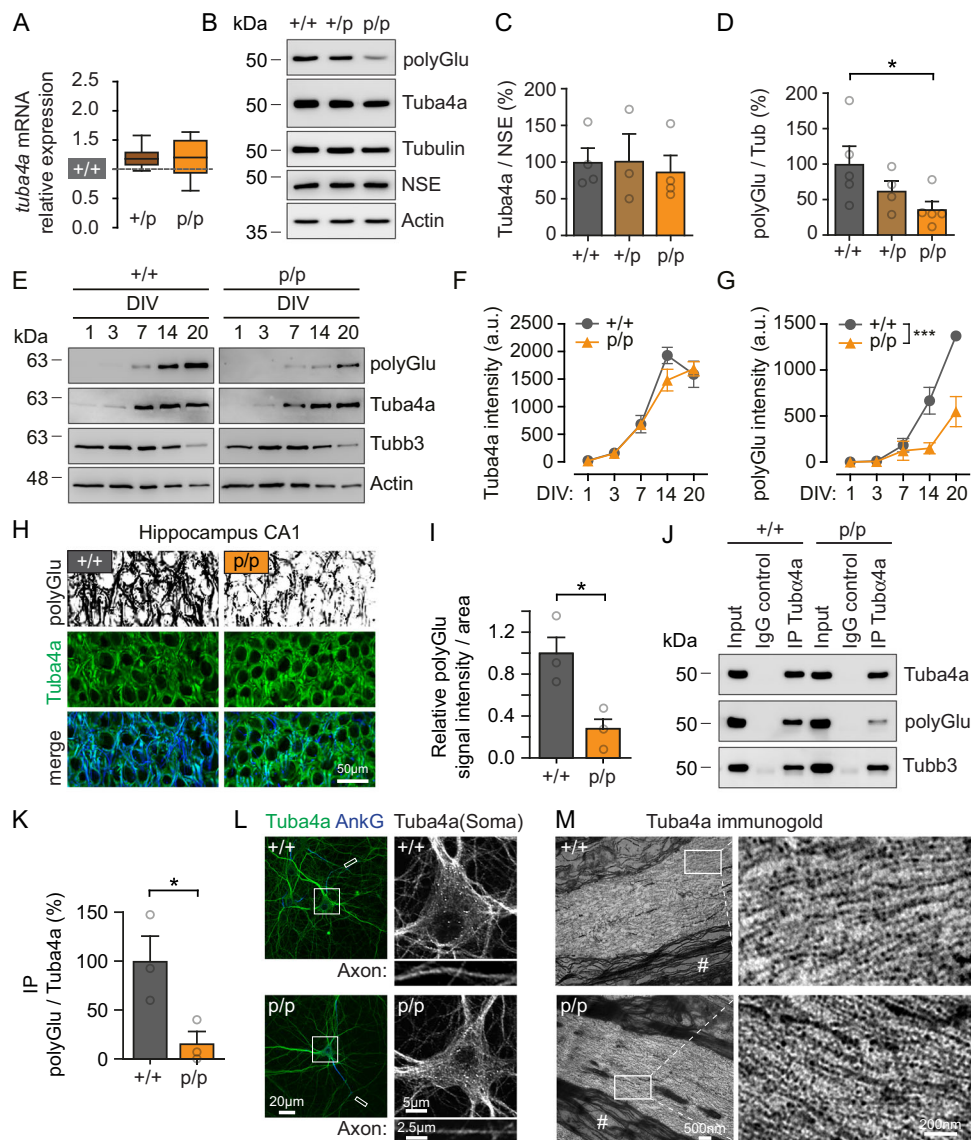 A
tuba4a mRNA
relative expression
2.5
2.0
1.5
+/+
1.0
0.5
0.0
+/p
p/p
B
kDa
+/+ +/p p/p
50
polyGlu
50
Tuba4a
50
Tubulin
50
NSE
35
Actin
C
Tuba4a / NSE (%)
200
150
100
50
0
+/+ +/p p/p
D
polyGlu / Tub (%)
200
150
100
50
0
*
+/+ +/p p/p
E
+/+ p/p
DIV DIV
kDa
1 3 7 14 20 1 3 7 14 20
63
polyGlu
63
Tuba4a
63
Tubb3
48
Actin
F
Tuba4a intensity (a.u.)
2500
2000
1500
1000
500
0
+/+
p/p
DIV: 1 3 7 14 20
G
polyGlu intensity (a.u.)
1500
1000
500
0
+/+
p/p
***
DIV: 1 3 7 14 20
H
Hippocampus CA1
+/+
p/p
polyGlu
Tuba4a
merge
50µm
I
Relative polyGlu
signal intensity / area
1.2
0.8
0.4
0.0
*
+/+ p/p
J
+/+ p/p
Input
IgG control
IP Tubα4a
Input
IgG control
IP Tubα4a
kDa
50
Tuba4a
50
polyGlu
50
Tubb3
K
IP
polyGlu / Tuba4a (%)
150
100
50
0
*
+/+ p/p
L
Tuba4a AnkG
Tuba4a(Soma)
+/+
+/+
Axon:
p/p
p/p
20µm
5µm
Axon:
2.5µm
M
Tuba4a immunogold
+/+
#
p/p
#
500nm
200nm